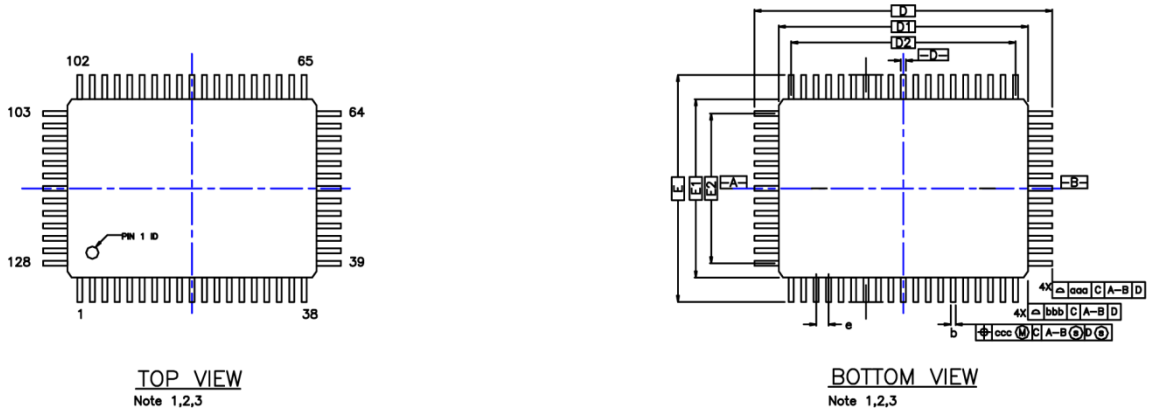 102
65
103
64
PIN 1 ID
128
39
1
38
TOP VIEW
Note 1,2,3
D
D1
D2
-D-
E
E1
E2
-A-
-B-
4X aaa C A-B D
4X bbb C A-B D
e
b
ccc M C A-B S D S
BOTTOM VIEW
Note 1,2,3